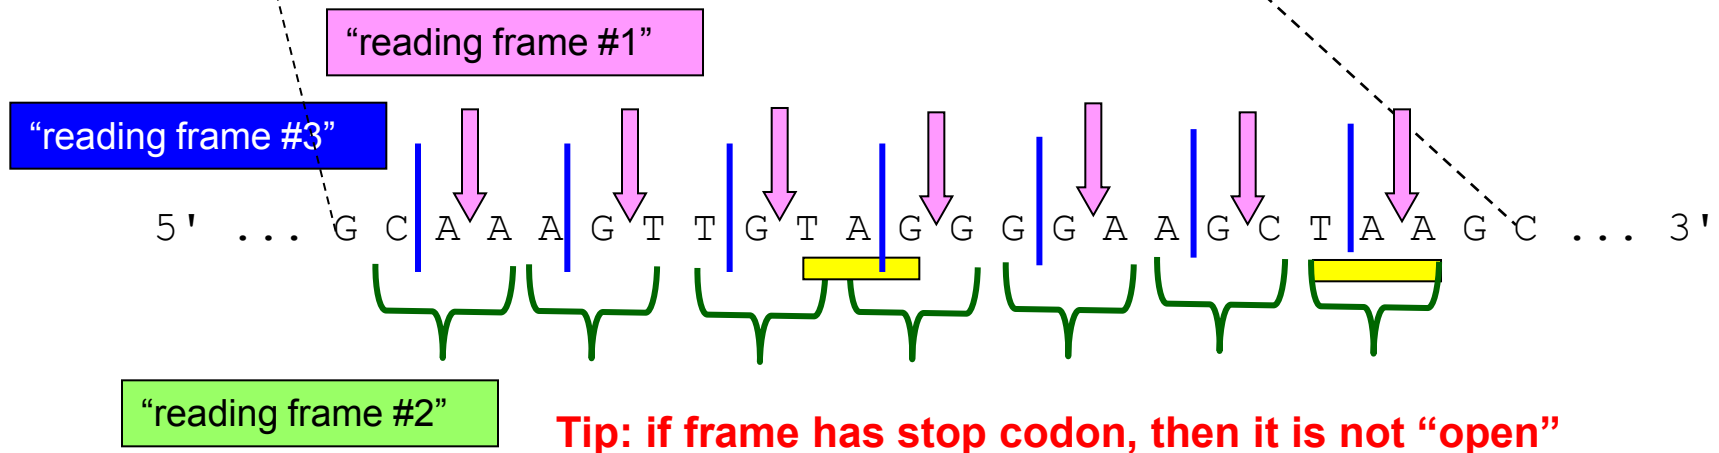 “reading frame #1”
“reading frame #3”
5' ... G C A A A G T T G T A G G G G A A G C T A A G C ... 3'
“reading frame #2”
Tip: if frame has stop codon, then it is not “open”